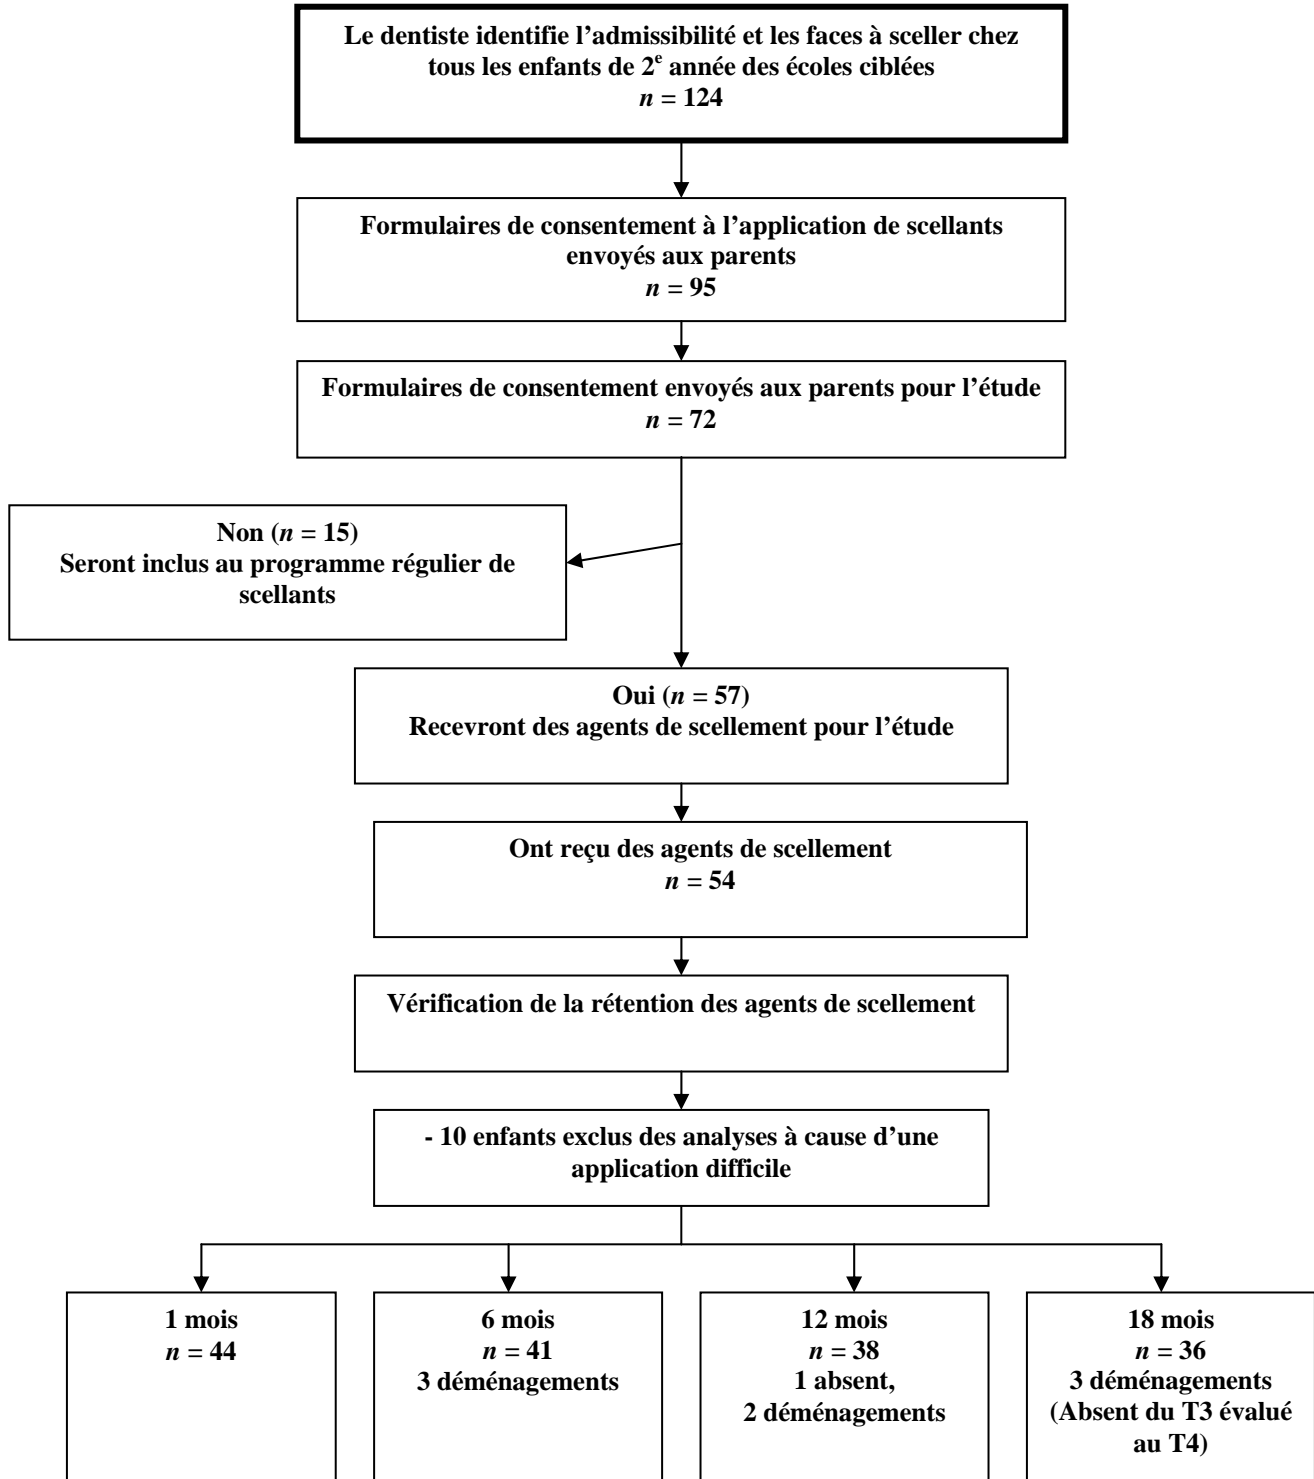 Le dentiste identifie l’admissibilité et les faces à sceller chez
tous les enfants de 2e année des écoles ciblées
n = 124
Formulaires de consentement à l’application de scellants
envoyés aux parents
n = 95
Formulaires de consentement envoyés aux parents pour l’étude
n = 72
Non (n = 15)
Seront inclus au programme régulier de
scellants
Oui (n = 57)
Recevront des agents de scellement pour l’étude
Ont reçu des agents de scellement
n = 54
Vérification de la rétention des agents de scellement
- 10 enfants exclus des analyses à cause d’une
application difficile
1 mois
n = 44
6 mois
n = 41
3 déménagements
12 mois
n = 38
1 absent,
2 déménagements
18 mois
n = 36
3 déménagements
(Absent du T3 évalué
au T4)